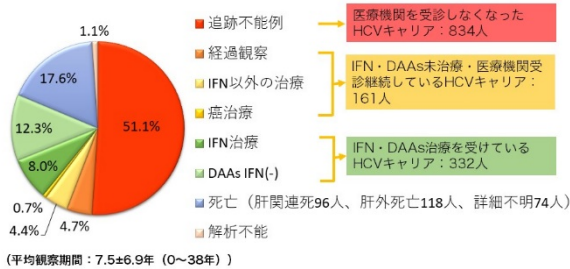 1.1%
17.6%
12.3%
8.0%
0.7%
4.4%
4.7%
51.1%
追跡不能例
経過観察
IFN以外の治療
癌治療
IFN治療
DAAs IFN(-)
死亡（肝関連死96人、肝外死亡118人、詳細不明74人）
解析不能
医療機関を受診しなくなった
HCVキャリア：834人
IFN・DAAs未治療・医療機関受
診継続しているHCVキャリア：
161人
IFN・DAAs治療を受けている
HCVキャリア：332人
(平均観察期間：7.5±6.9年（0～38年）)